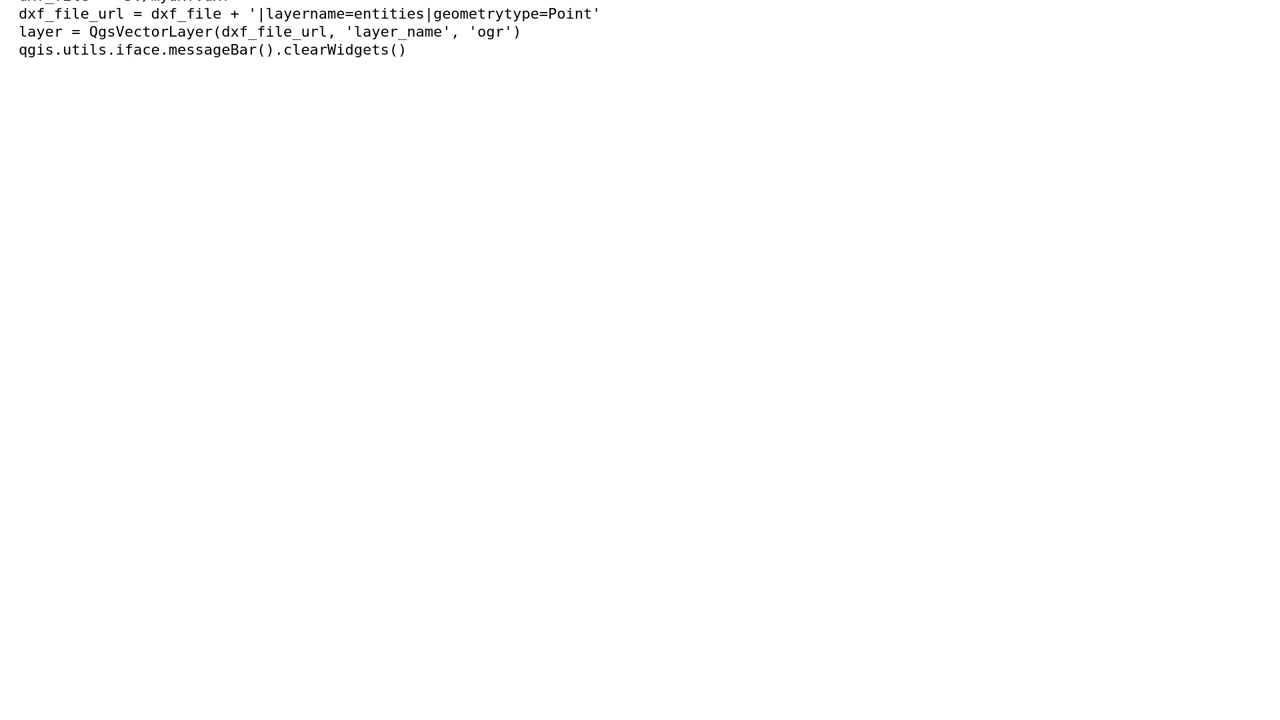 dxf_file_url = dxf_file + '|layername=entities|geometrytype=Point'
layer = QgsVectorLayer(dxf_file_url, 'layer_name', 'ogr')
qgis.utils.iface.messageBar().clearWidgets()